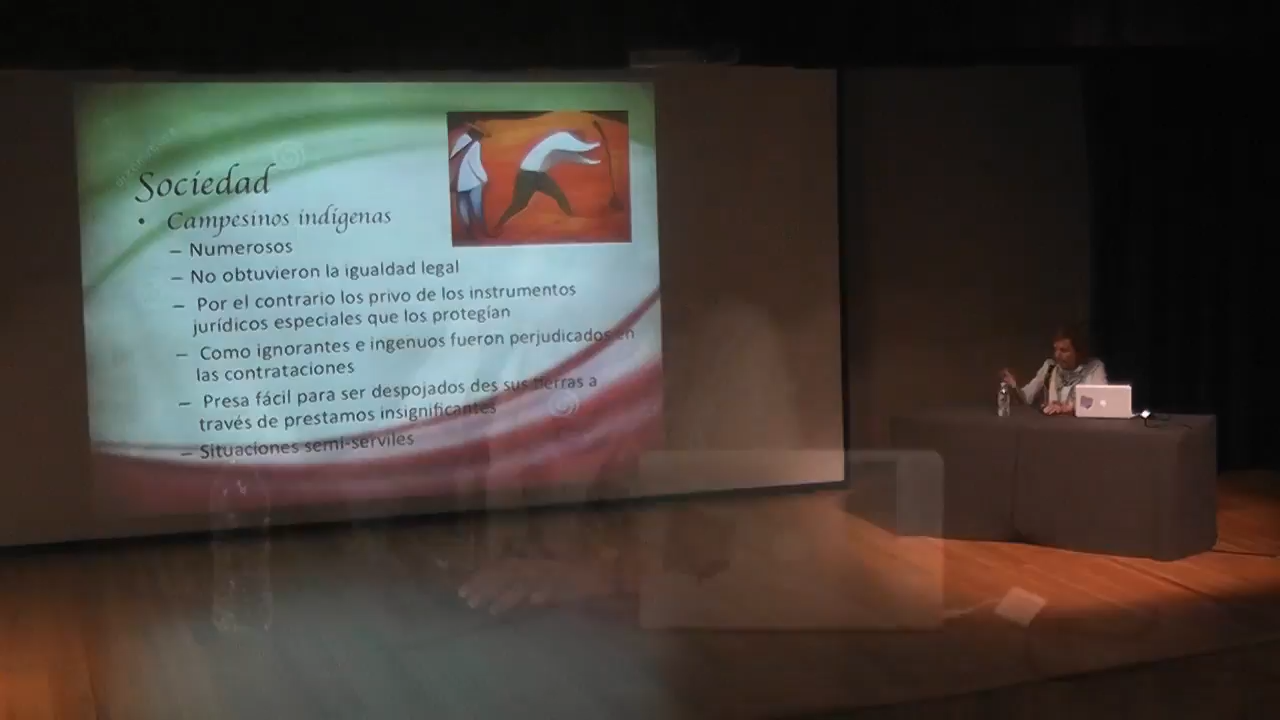 Sociedad
• Campesinos indígenas
– Numerosos
– No obtuvieron la igualdad legal
– Por el contrario los privo de los instrumentos
jurídicos especiales que los protegían
– Como ignorantes e ingenuos fueron perjudicados en
las contrataciones
– Presa fácil para ser despojados des sus tierras a
través de prestamos insignificantes
– Situaciones semi-serviles